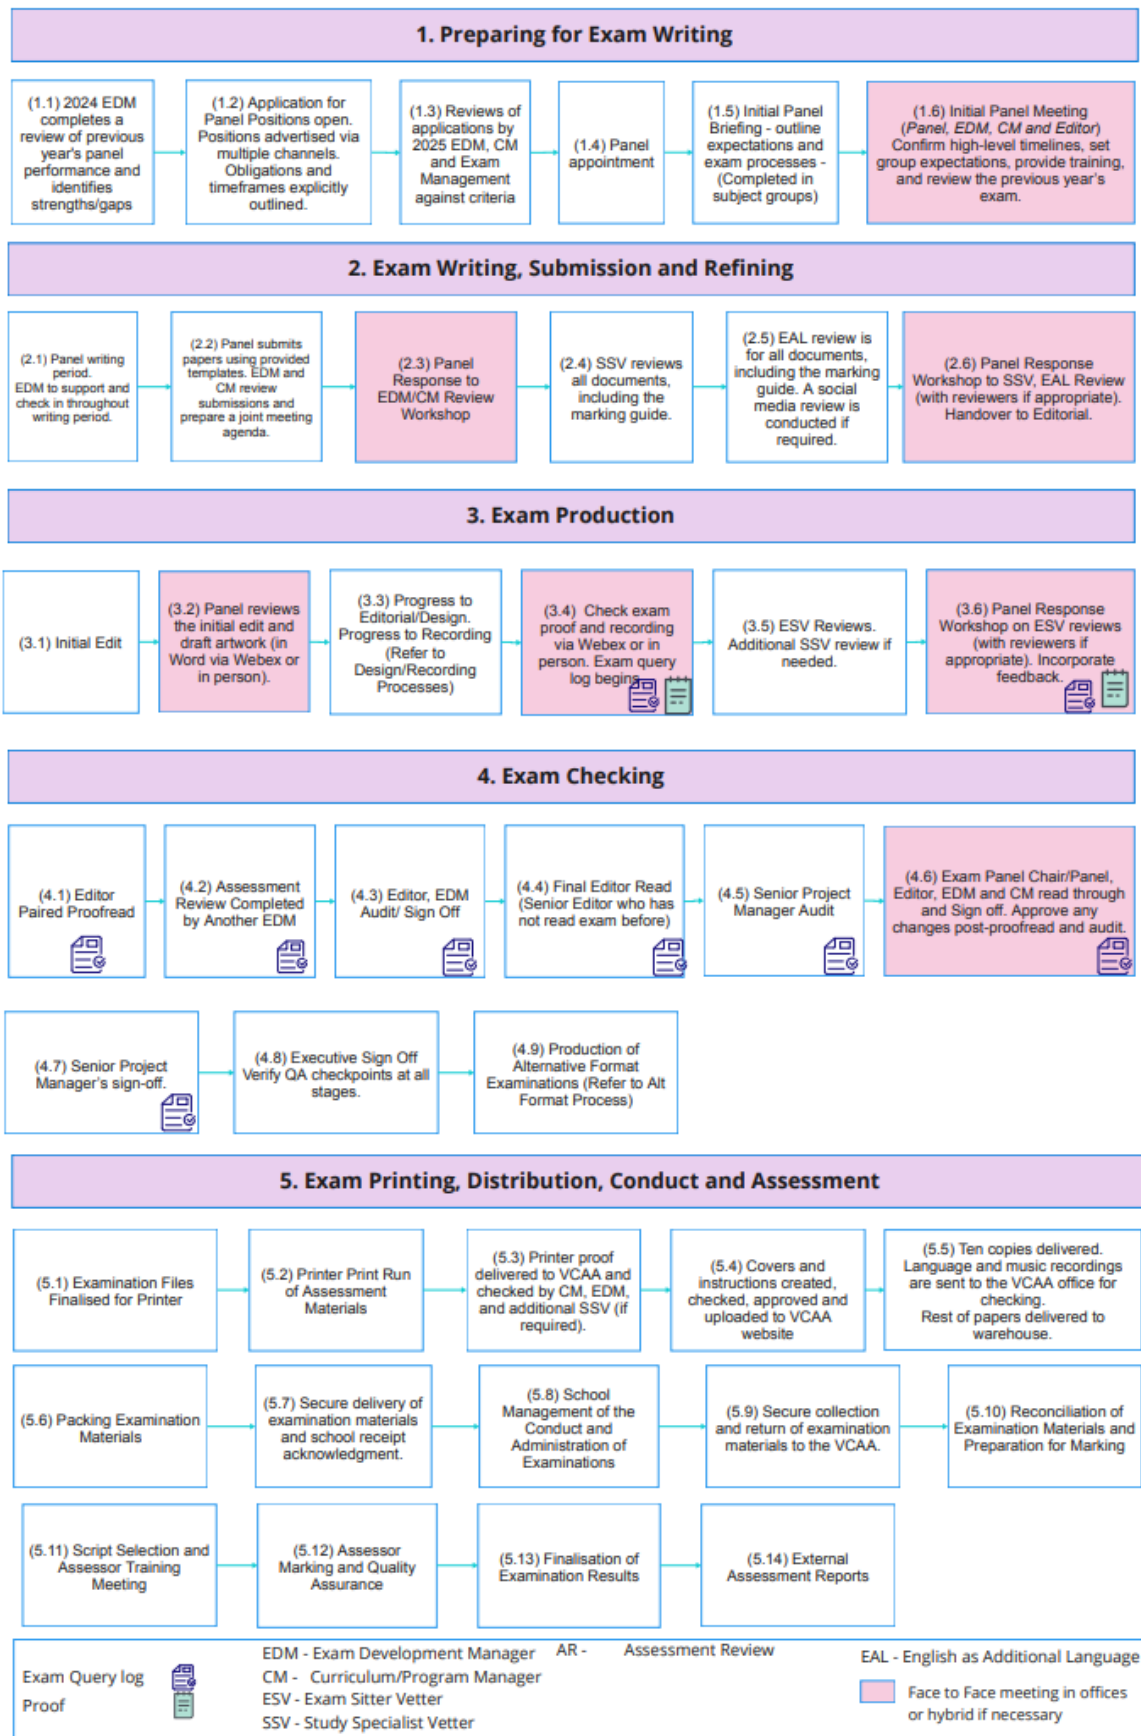 1. Preparing for Exam Writing
(1.1) 2024 EDM
completes a
review of previous
year's panel
performance and
identifies
strengths/gaps
(1.2) Application for
Panel Positions open.
Positions advertised via
multiple channels.
Obligations and
timeframes explicitly
outlined.
(1.3) Reviews of
applications by
2025 EDM, CM
and Exam
Management
against criteria
(1.4) Panel
appointment
(1.5) Initial Panel
Briefing - outline
expectations and
exam processes -
(Completed in
subject groups)
(1.6) Initial Panel Meeting
(Panel, EDM, CM and Editor)
Confirm high-level timelines, set
group expectations, provide training,
and review the previous year's
exam.
2. Exam Writing, Submission and Refining
(2.1) Panel writing
period.
EDM to support and
check in throughout
writing period.
(2.2) Panel submits
papers using provided
templates. EDM and
CM review
submissions and
prepare a joint meeting
agenda.
(2.3) Panel
Response to
EDM/CM Review
Workshop
(2.4) SSV reviews
all documents,
including the
marking guide.
(2.5) EAL review is
for all documents,
including the marking
guide. A social
media review is
conducted if
required.
(2.6) Panel Response
Workshop to SSV, EAL Review
(with reviewers if appropriate).
Handover to Editorial.
3. Exam Production
(3.1) Initial Edit
(3.2) Panel reviews
the initial edit and
draft artwork (in
Word via Webex or
in person).
(3.3) Progress to
Editorial/Design.
Progress to Recording
(Refer to
Design/Recording
Processes)
(3.4) Check exam
proof and recording
via Webex or in
person. Exam query
log begins
(3.5) ESV Reviews.
Additional SSV review if
needed.
(3.6) Panel Response
Workshop on ESV reviews
(with reviewers if
appropriate). Incorporate
feedback.
4. Exam Checking
(4.1) Editor
Paired Proofread
(4.2) Assessment
Review Completed
by Another EDM
(4.3) Editor, EDM
Audit/ Sign Off
(4.4) Final Editor Read
(Senior Editor who has
not read exam before)
(4.5) Senior Project
Manager Audit
(4.6) Exam Panel Chair/Panel,
Editor, EDM and CM read through
and Sign off. Approve any
changes post-proofread and audit.
(4.7) Senior Project
Manager's sign-off.
(4.8) Executive Sign Off
Verify QA checkpoints at all
stages.
(4.9) Production of
Alternative Format
Examinations (Refer to Alt
Format Process)
5. Exam Printing, Distribution, Conduct and Assessment
(5.1) Examination Files
Finalised for Printer
(5.2) Printer Print Run
of Assessment
Materials
(5.3) Printer proof
delivered to VCAA and
checked by CM, EDM,
and additional SSV (if
required).
(5.4) Covers and
instructions created,
checked, approved and
uploaded to VCAA
website
(5.5) Ten copies delivered.
Language and music recordings
are sent to the VCAA office for
checking.
Rest of papers delivered to
warehouse.
(5.6) Packing Examination
Materials
(5.7) Secure delivery of
examination materials
and school receipt
acknowledgment.
(5.8) School
Management of the
Conduct and
Administration of
Examinations
(5.9) Secure collection
and return of examination
materials to the VCAA.
(5.10) Reconciliation of
Examination Materials and
Preparation for Marking
(5.11) Script Selection and
Assessor Training
Meeting
(5.12) Assessor
Marking and Quality
Assurance
(5.13) Finalisation of
Examination Results
(5.14) External
Assessment Reports
Exam Query log
Proof
EDM - Exam Development Manager
CM - Curriculum/Program Manager
ESV - Exam Sitter Vetter
SSV - Study Specialist Vetter
AR - Assessment Review
EAL - English as Additional Language
Face to Face meeting in offices
or hybrid if necessary